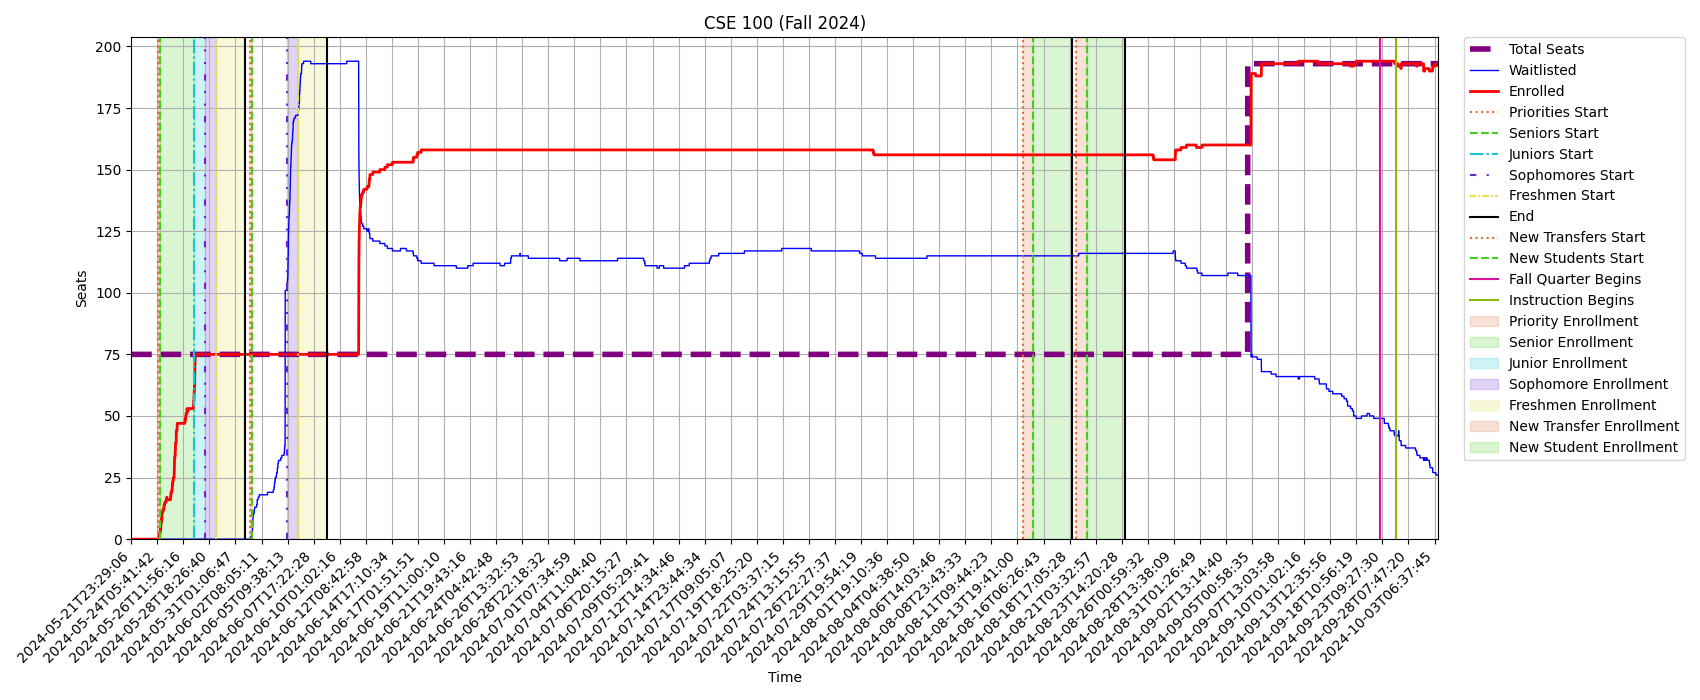 CSE 100 (Fall 2024)
200
175
150
125
100
75
50
25
0
Seats
2024-05-21T23:29:06
2024-05-24T05:41:42
2024-05-26T11:56:16
2024-05-28T18:26:40
2024-05-31T01:06:47
2024-06-02T08:05:11
2024-06-05T09:38:13
2024-06-07T17:22:28
2024-06-10T01:02:16
2024-06-12T08:42:58
2024-06-14T17:10:34
2024-06-17T01:51:51
2024-06-19T11:00:10
2024-06-21T19:43:16
2024-06-24T04:42:48
2024-06-26T13:32:53
2024-06-28T22:18:32
2024-07-01T07:34:59
2024-07-04T11:04:40
2024-07-06T20:15:27
2024-07-09T05:29:41
2024-07-12T14:34:46
2024-07-14T23:44:34
2024-07-17T09:05:07
2024-07-19T18:25:20
2024-07-22T03:37:15
2024-07-24T13:15:55
2024-07-26T22:27:37
2024-07-29T19:54:19
2024-08-01T19:10:36
2024-08-04T04:38:50
2024-08-06T14:03:46
2024-08-08T23:43:33
2024-08-11T09:44:23
2024-08-13T19:41:00
2024-08-16T06:26:43
2024-08-18T17:05:28
2024-08-21T03:32:57
2024-08-23T14:20:28
2024-08-26T00:59:32
2024-08-28T13:38:09
2024-08-31T01:26:49
2024-09-02T13:14:40
2024-09-05T00:58:35
2024-09-07T13:03:58
2024-09-10T01:02:16
2024-09-13T12:35:56
2024-09-18T10:56:19
2024-09-23T09:27:30
2024-09-28T07:47:20
2024-10-03T06:37:45
Time
Total Seats
Waitlisted
Enrolled
Priorities Start
Seniors Start
Juniors Start
Sophomores Start
Freshmen Start
End
New Transfers Start
New Students Start
Fall Quarter Begins
Instruction Begins
Priority Enrollment
Senior Enrollment
Junior Enrollment
Sophomore Enrollment
Freshmen Enrollment
New Transfer Enrollment
New Student Enrollment